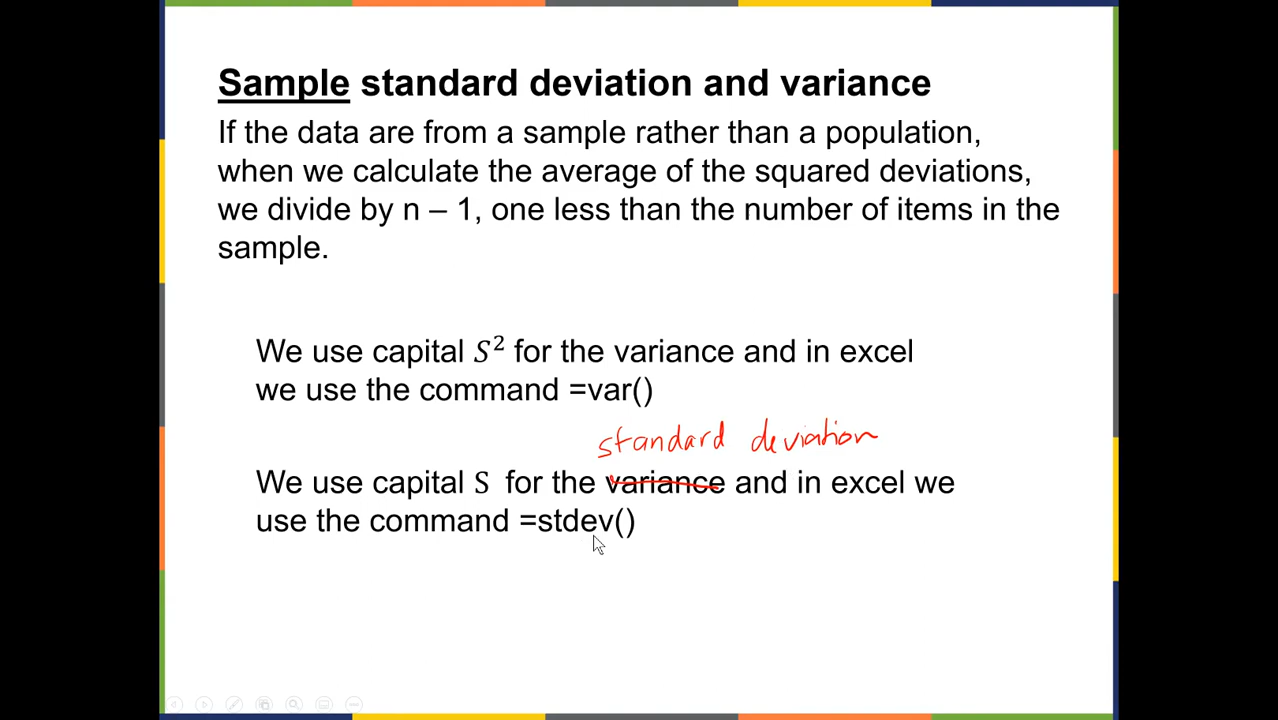 Sample standard deviation and variance
If the data are from a sample rather than a population,
when we calculate the average of the squared deviations,
we divide by n – 1, one less than the number of items in the
sample.
We use capital S² for the variance and in excel
we use the command =var()
standard deviation
We use capital S for the variance and in excel we
use the command =stdev()